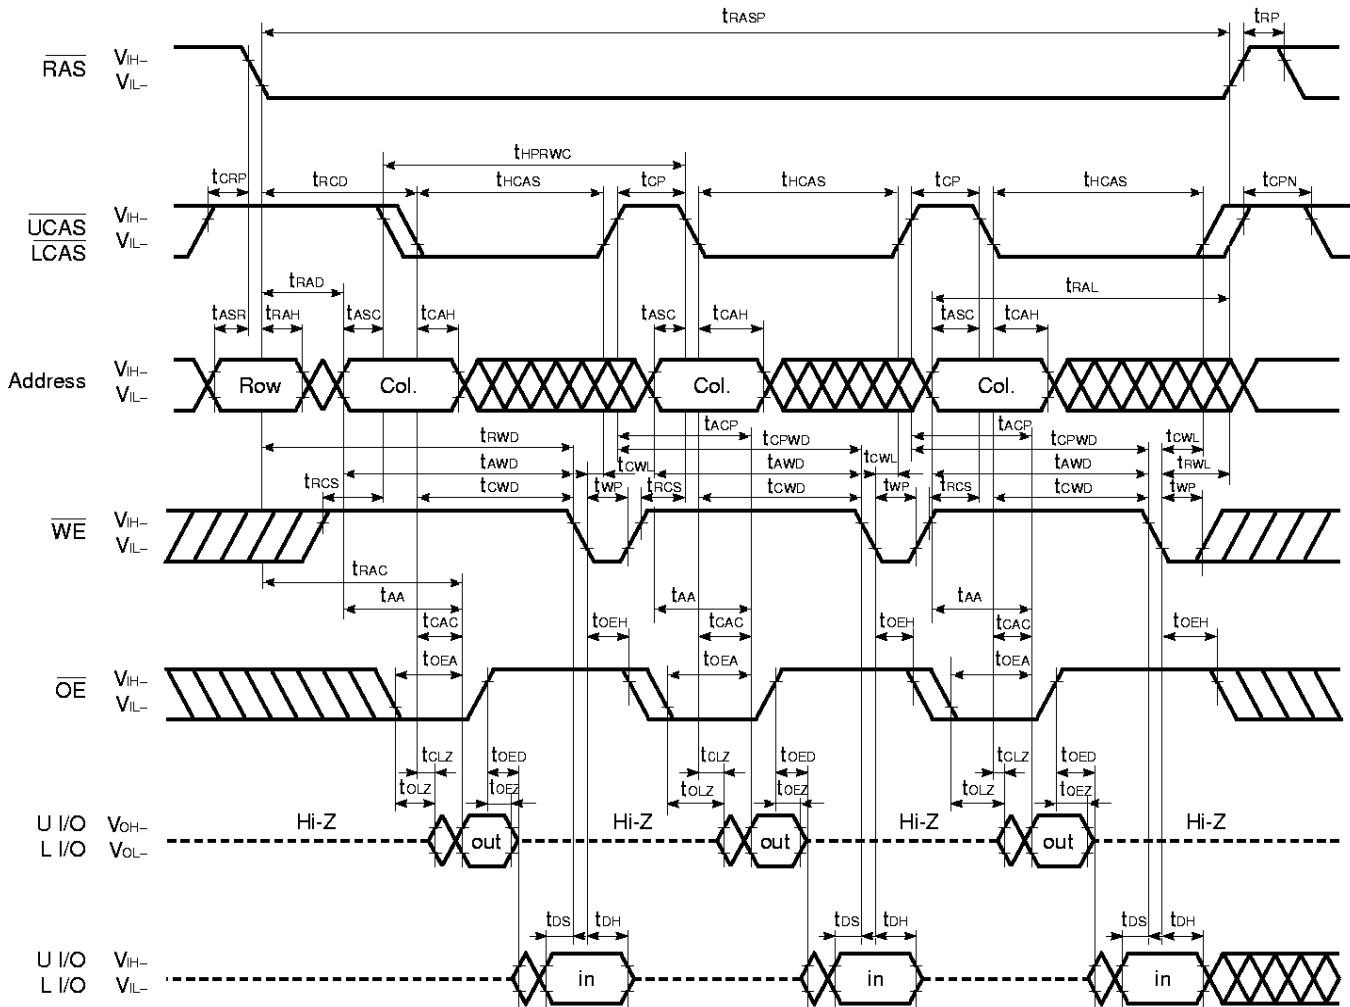 tRASP tRP
RAS VIH– VIL–
tHPRWC
tCRP tRCD tHCAS tCP tHCAS tCP tHCAS tCPN
UCAS LCAS VIH– VIL–
tRAD tRAL
tASR tRAH tASC tCAH tASC tCAH tASC tCAH
Address VIH– VIL– Row Col. Col. Col.
tACP tACP
tRWD tCPWD tCPWD tCWL
tAWD tCWL tAWD tCWL tAWD tRWL
tRCS tCWD tWP tRCS tCWD tWP tRCS tCWD tWP
WE VIH– VIL–
tRAC
tAA tAA tAA
tCAC tOEH tCAC tOEH tCAC tOEH
tOEA tOEA tOEA
OE VIH– VIL–
tCLZ tOED tCLZ tOED tCLZ tOED
tOLZ tOEZ tOLZ tOEZ tOLZ tOEZ
Hi-Z Hi-Z Hi-Z Hi-Z
U I/O VOH–
L I/O VOL– out out out
tDS tDH tDS tDH tDS tDH
U I/O VIH–
L I/O VIL– in in in